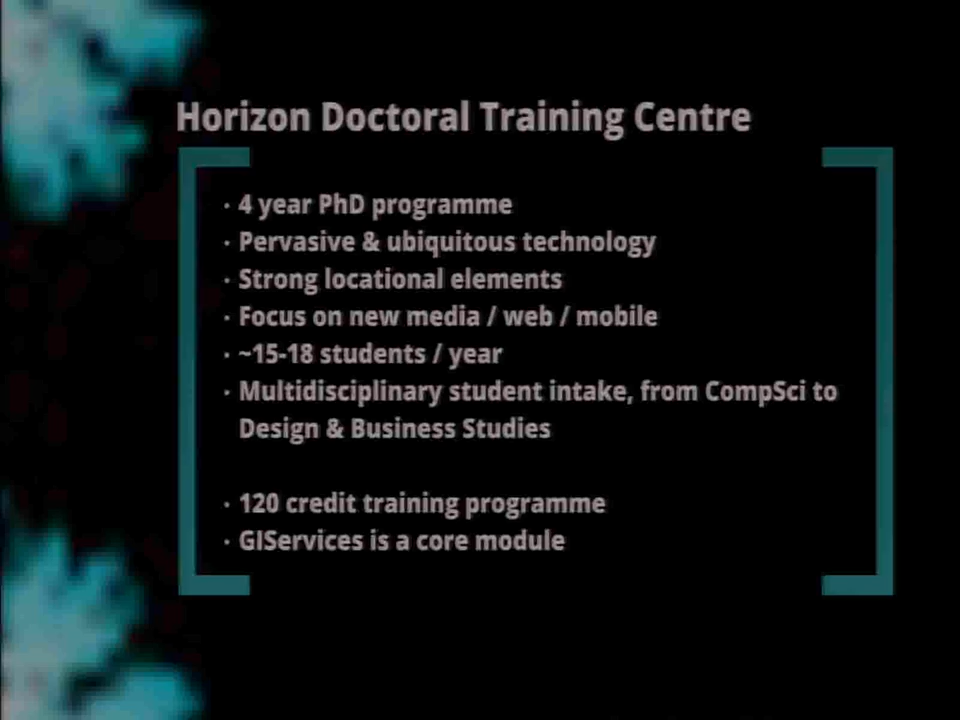 Horizon Doctoral Training Centre
· 4 year PhD programme
· Pervasive & ubiquitous technology
· Strong locational elements
· Focus on new media / web / mobile
· ~15-18 students / year
· Multidisciplinary student intake, from CompSci to
Design & Business Studies
· 120 credit training programme
· GIServices is a core module